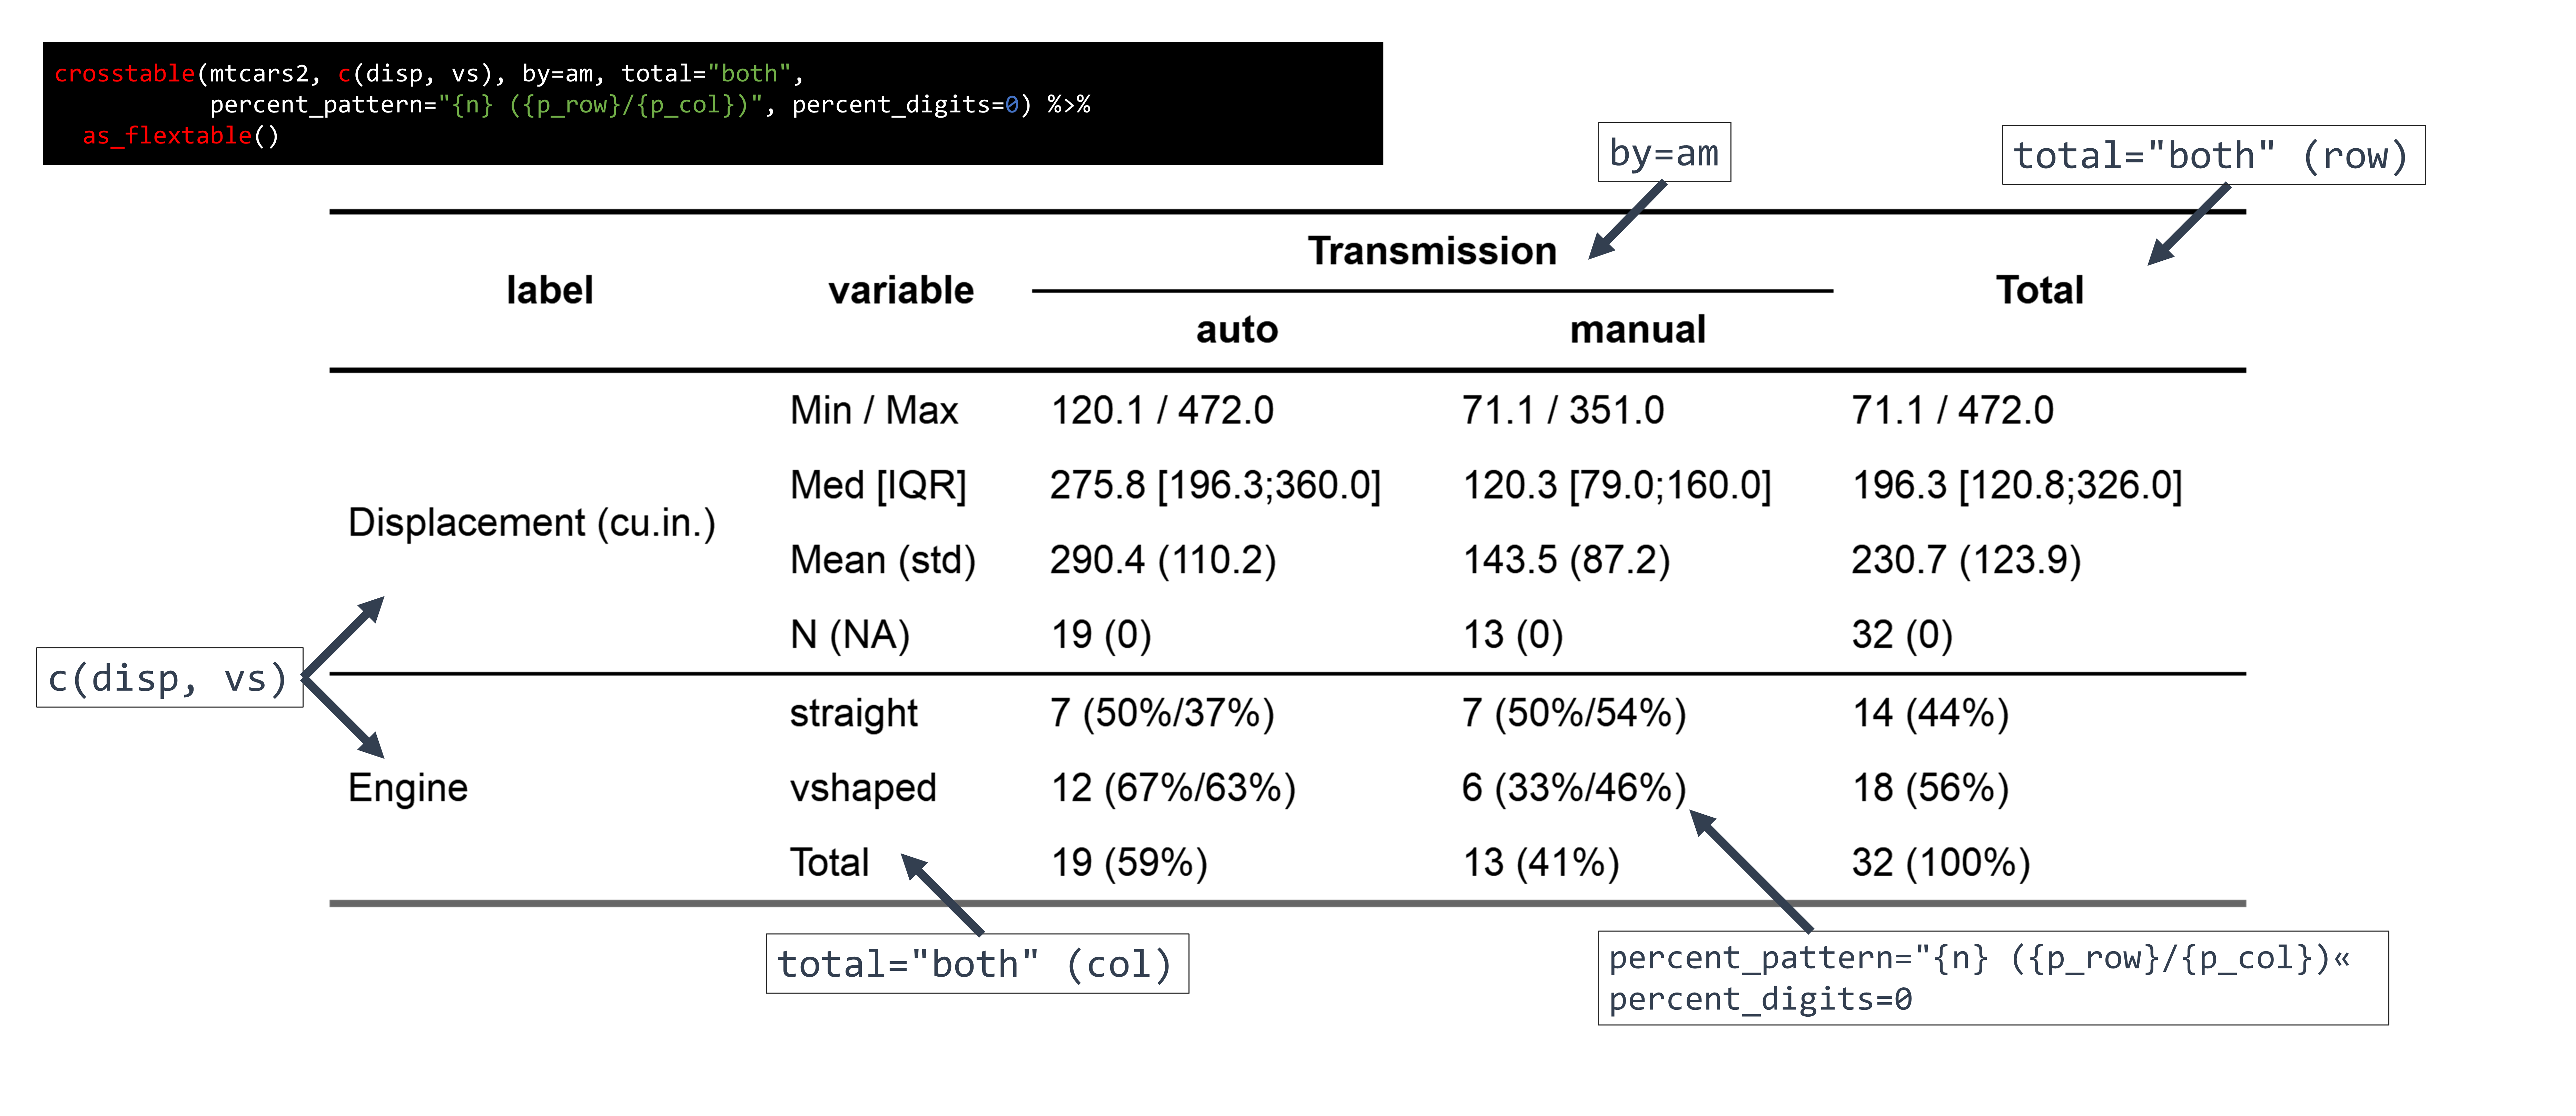 crosstable(mtcars2, c(disp, vs), by=am, total="both",
percent_pattern="{n} ({p_row}/{p_col})", percent_digits=0) %>%
as_flextable()
by=am
total="both" (row)
Transmission
label variable Total
auto manual
Min / Max 120.1 / 472.0 71.1 / 351.0 71.1 / 472.0
Med [IQR] 275.8 [196.3;360.0] 120.3 [79.0;160.0] 196.3 [120.8;326.0]
Displacement (cu.in.)
Mean (std) 290.4 (110.2) 143.5 (87.2) 230.7 (123.9)
N (NA) 19 (0) 13 (0) 32 (0)
c(disp, vs)
straight 7 (50%/37%) 7 (50%/54%) 14 (44%)
Engine vshaped 12 (67%/63%) 6 (33%/46%) 18 (56%)
Total 19 (59%) 13 (41%) 32 (100%)
total="both" (col)
percent_pattern="{n} ({p_row}/{p_col})«
percent_digits=0